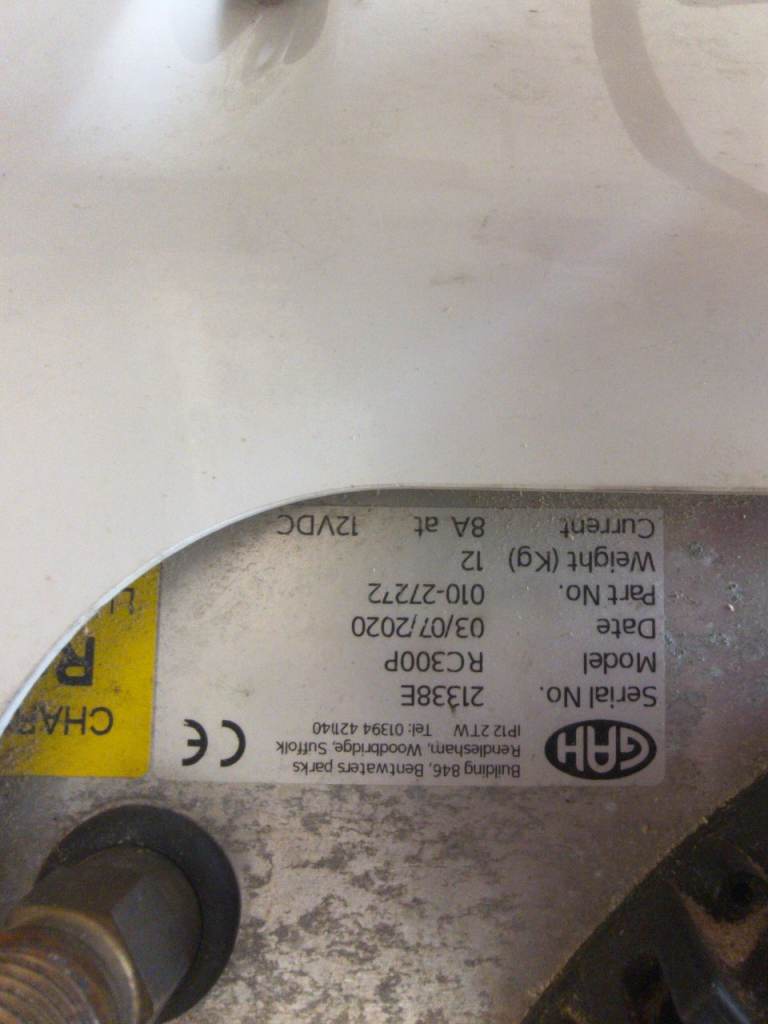 GAH
Building 846, Bentwaters parks
Rendlesham, Woodbridge, Suffolk
IP12 2TW Tel: 01394 421140
CE
Serial No. 21338E
Model RC300P
Date 03/07/2020
Part No. 010-27272
Weight (Kg) 12
Current 8A at 12VDC
CHA
R